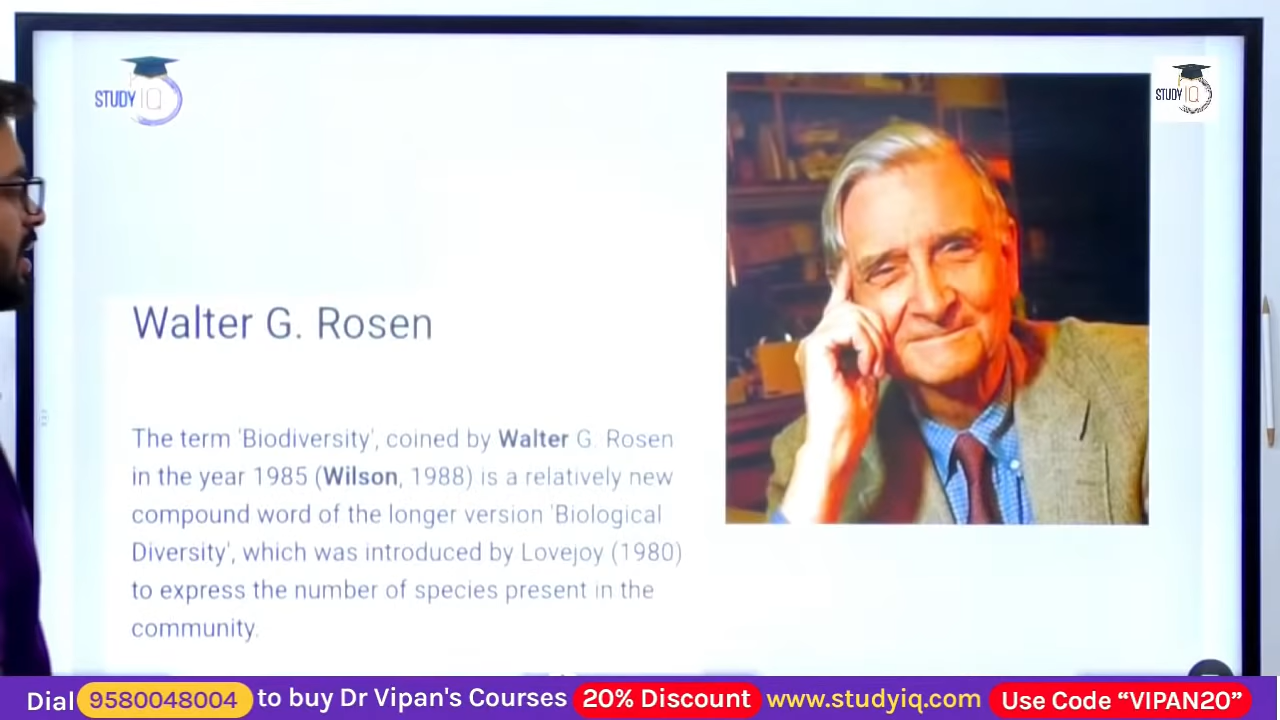 STUDY IQ
STUDY IQ
Walter G. Rosen
The term 'Biodiversity', coined by Walter G. Rosen
in the year 1985 (Wilson, 1988) is a relatively new
compound word of the longer version 'Biological
Diversity', which was introduced by Lovejoy (1980)
to express the number of species present in the
community.
Dial 9580048004 to buy Dr Vipan's Courses 20% Discount www.studyiq.com Use Code “VIPAN20”